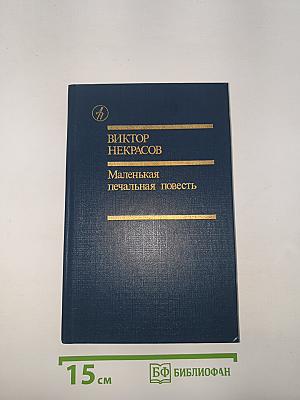 ВИКТОР
НЕКРАСОВ
Маленькая
печальная повесть
15 см
БФ БИБЛИОФАН